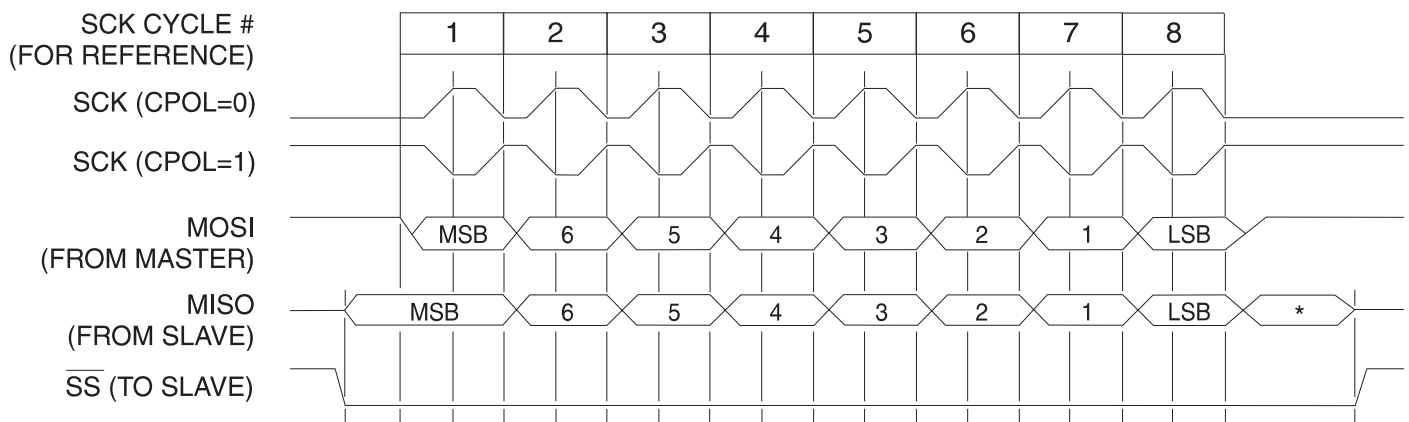 SCK CYCLE #
(FOR REFERENCE)
1 2 3 4 5 6 7 8
SCK (CPOL=0)
SCK (CPOL=1)
MOSI
(FROM MASTER)
MSB 6 5 4 3 2 1 LSB
MISO
(FROM SLAVE)
MSB 6 5 4 3 2 1 LSB *
S̅S̅ (TO SLAVE)